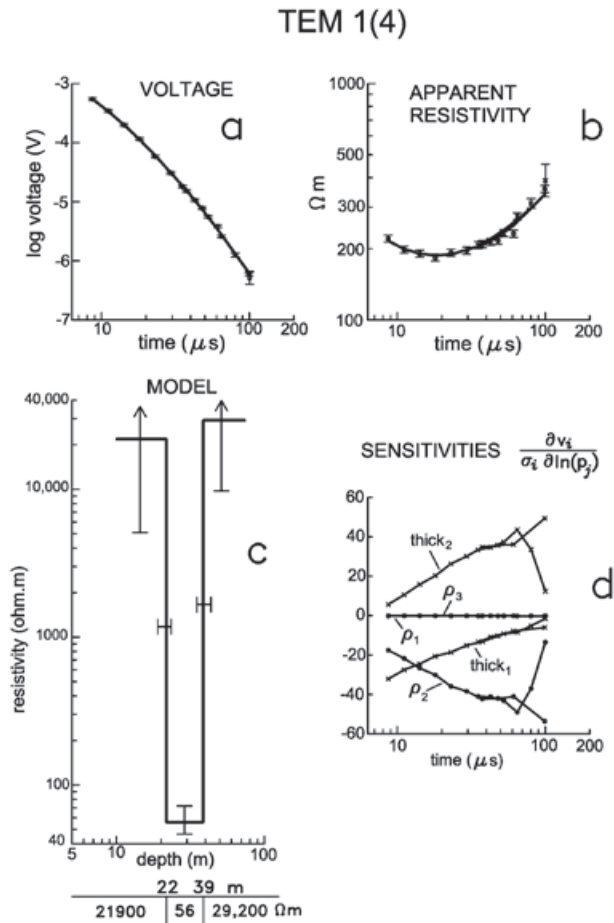 TEM 1(4)
VOLTAGE
a
log voltage (V)
-3
-4
-5
-6
-7
10
100
200
time (μs)
APPARENT
RESISTIVITY
b
Ωm
1000
500
300
200
100
10
100
200
time (μs)
MODEL
c
resistivity (ohm.m)
40,000
10,000
1000
100
40
5
10
depth (m)
100
22 39 m
21900 56 29,200 Ωm
SENSITIVITIES ∂vᵢ / σᵢ ∂ln(pⱼ)
d
60
40
20
0
-20
-40
-60
thick₂
ρ₃
ρ₁
thick₁
ρ₂
10
100
200
time (μs)